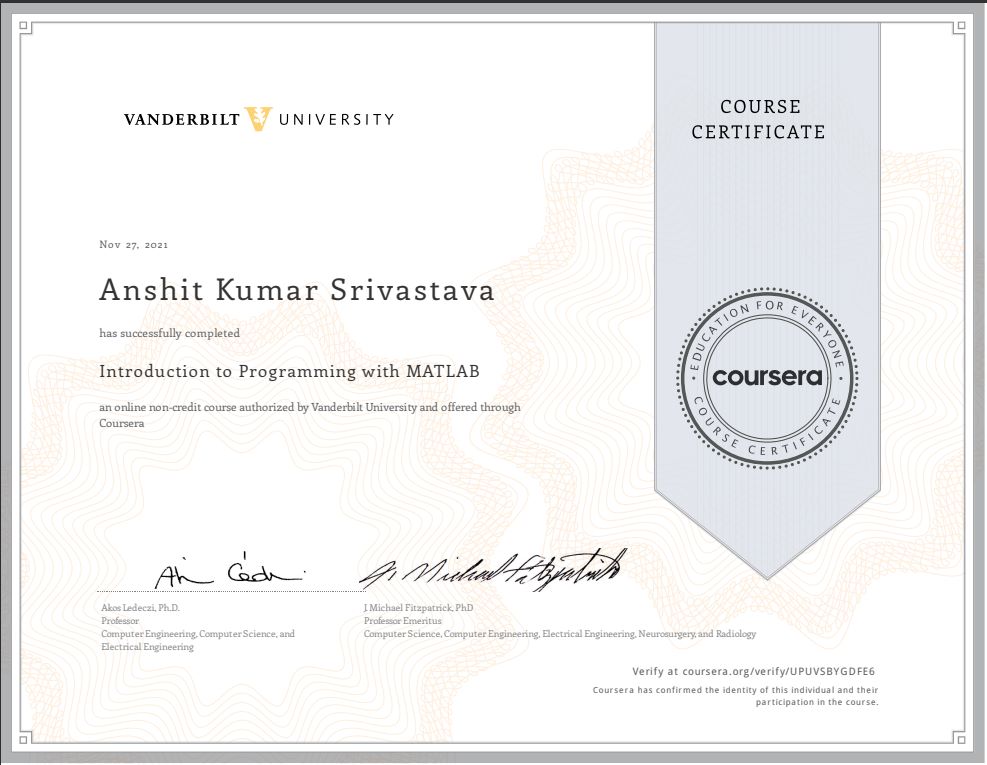 VANDERBILT V UNIVERSITY
COURSE
CERTIFICATE
Nov 27, 2021
Anshit Kumar Srivastava
has successfully completed
Introduction to Programming with MATLAB
an online non-credit course authorized by Vanderbilt University and offered through
Coursera
EDUCATION FOR EVERYONE
coursera
COURSE CERTIFICATE
Akos Ledeczi, Ph.D.
Professor
Computer Engineering, Computer Science, and
Electrical Engineering
J. Michael Fitzpatrick
J. Michael Fitzpatrick, PhD
Professor Emeritus
Computer Science, Computer Engineering, Electrical Engineering, Neurosurgery, and Radiology
Verify at coursera.org/verify/UPUVSBYGDFE6
Coursera has confirmed the identity of this individual and their
participation in the course.